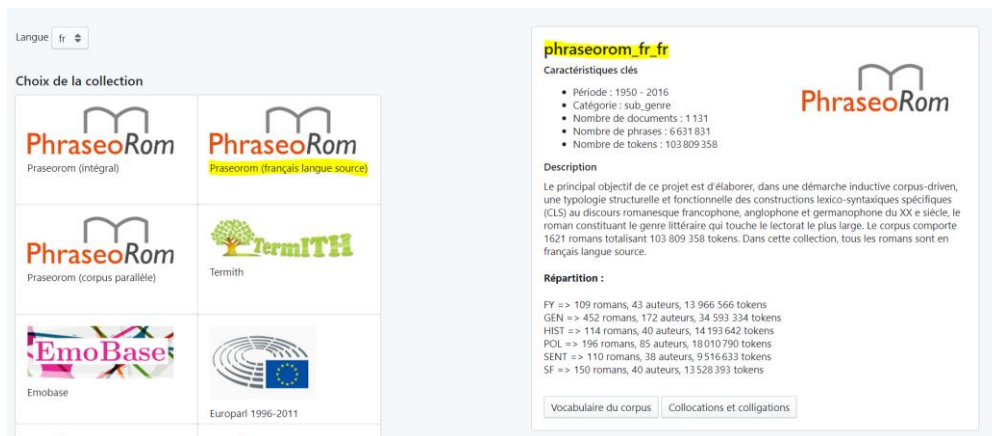 Langue fr
Choix de la collection
PhraseoRom
Praseorom (intégral)
PhraseoRom
Praseorom (français langue source)
PhraseoRom
Praseorom (corpus parallèle)
TermITH
Termith
EmoBase
Emobase
Europarl 1996-2011
phraseorom_fr_fr
Caractéristiques clés
• Période : 1950 - 2016
• Catégorie : sub_genre
• Nombre de documents : 1 131
• Nombre de phrases : 6 631 831
• Nombre de tokens : 103 809 358
PhraseoRom
Description
Le principal objectif de ce projet est d'élaborer, dans une démarche inductive corpus-driven,
une typologie structurelle et fonctionnelle des constructions lexico-syntaxiques spécifiques
(CLS) au discours romanesque francophone, anglophone et germanophone du XX e siècle, le
roman constituant le genre littéraire qui touche le lectorat le plus large. Le corpus comporte
1621 romans totalisant 103 809 358 tokens. Dans cette collection, tous les romans sont en
français langue source.
Répartition :
FY => 109 romans, 43 auteurs, 13 966 566 tokens
GEN => 452 romans, 172 auteurs, 34 593 334 tokens
HIST => 114 romans, 40 auteurs, 14 193 642 tokens
POL => 196 romans, 85 auteurs, 18 010 790 tokens
SENT => 110 romans, 38 auteurs, 9 516 633 tokens
SF => 150 romans, 40 auteurs, 13 528 393 tokens
Vocabulaire du corpus
Collocations et colligations